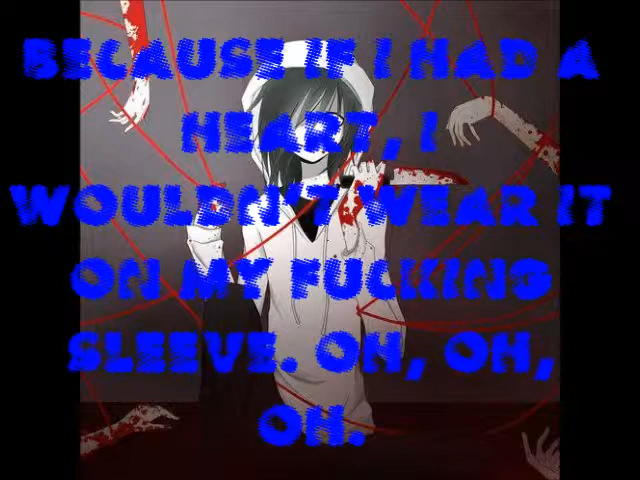 BECAUSE IF I HAD A
HEART, I
WOULDN'T WEAR IT
ON MY FUCKING
SLEEVE. OH, OH,
OH.